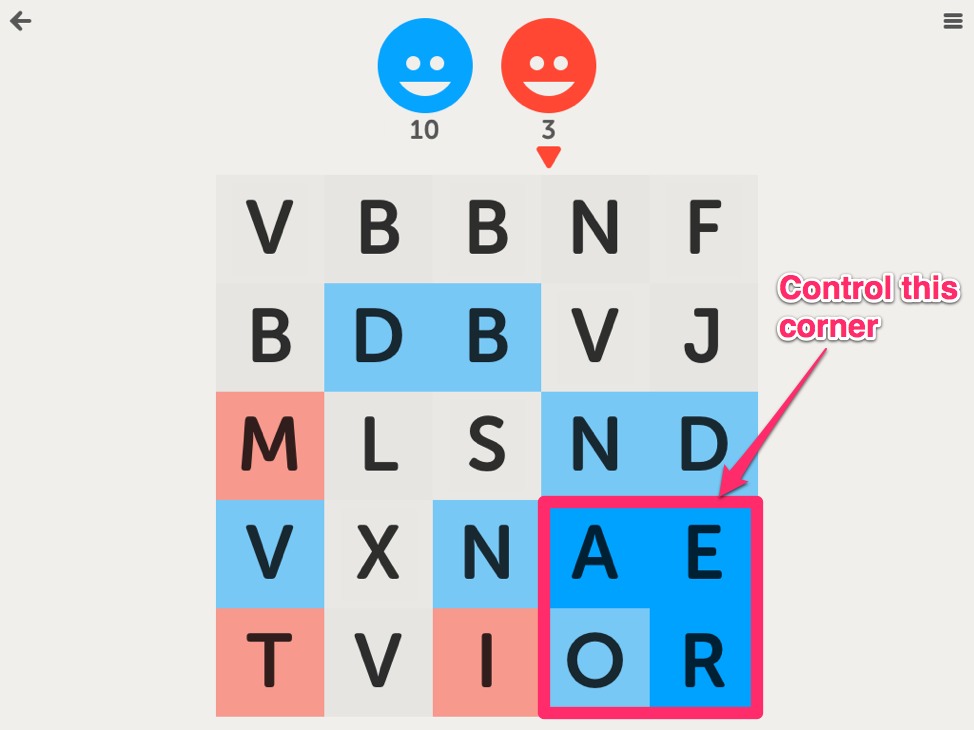 10 3
V B B N F
B D B V J
Control this
corner
M L S N D
V X N A E
T V I O R